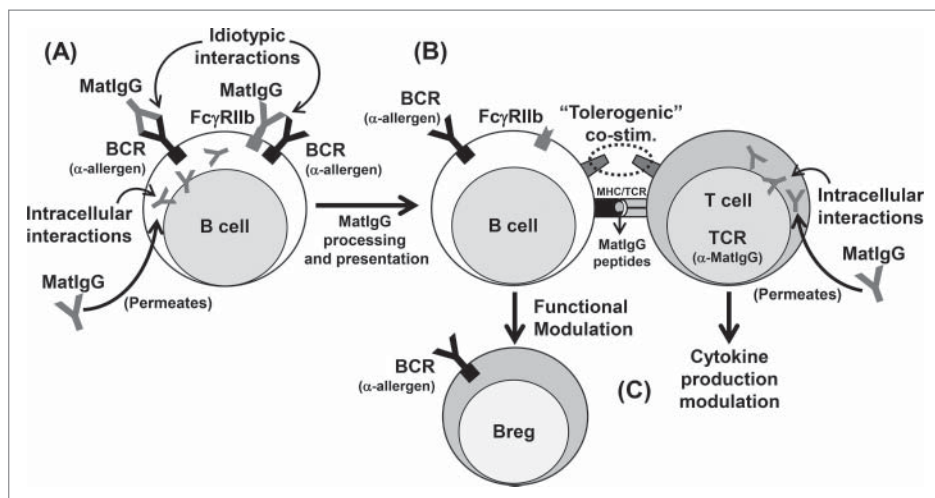 (A)
Idiotypic
interactions
MatIgG
MatIgG
FcγRIIb
BCR
(α-allergen)
BCR
(α-allergen)
Intracellular
interactions
B cell
MatIgG
(Permeates)
MatIgG
processing
and presentation
(B)
BCR
(α-allergen)
FcγRIIb
“Tolerogenic”
co-stim.
B cell
MHC/TCR
MatIgG
peptides
T cell
TCR
(α-MatIgG)
Intracellular
interactions
MatIgG
(Permeates)
Functional
Modulation
BCR
(α-allergen)
Breg
(C)
Cytokine
production
modulation